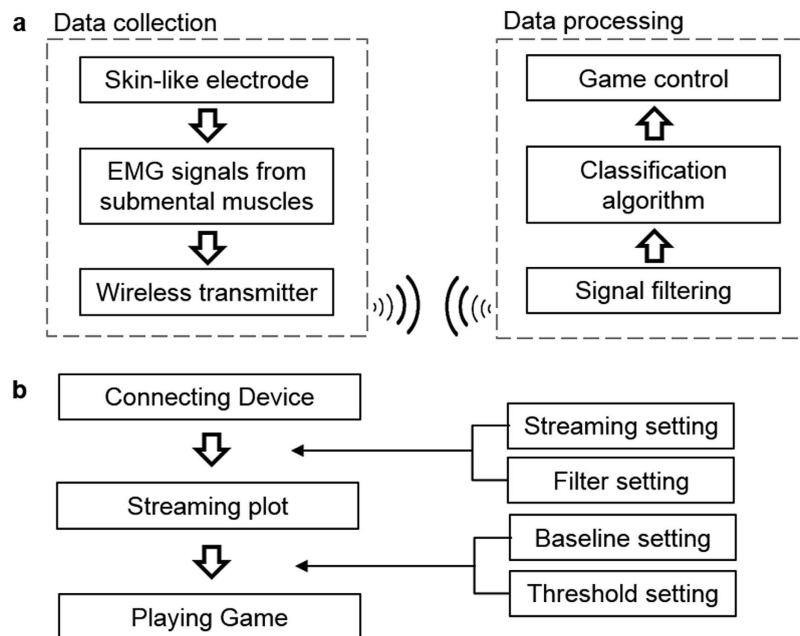 a
Data collection
Skin-like electrode
EMG signals from
submental muscles
Wireless transmitter
Data processing
Game control
Classification
algorithm
Signal filtering
b
Connecting Device
Streaming plot
Playing Game
Streaming setting
Filter setting
Baseline setting
Threshold setting